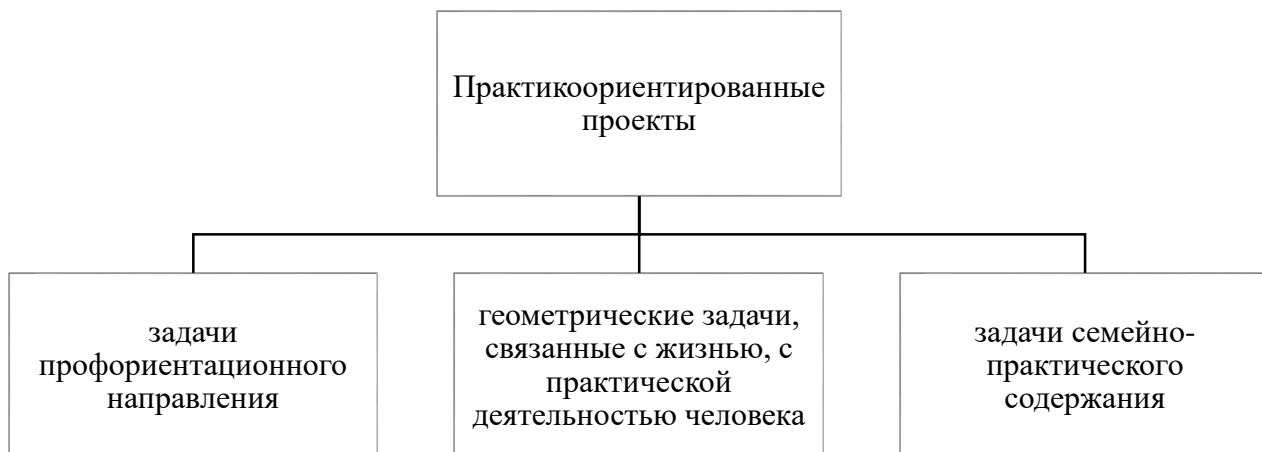 Практикоориентированные
проекты
задачи
профориентационного
направления
геометрические задачи,
связанные с жизнью, с
практической
деятельностью человека
задачи семейно-
практического
содержания